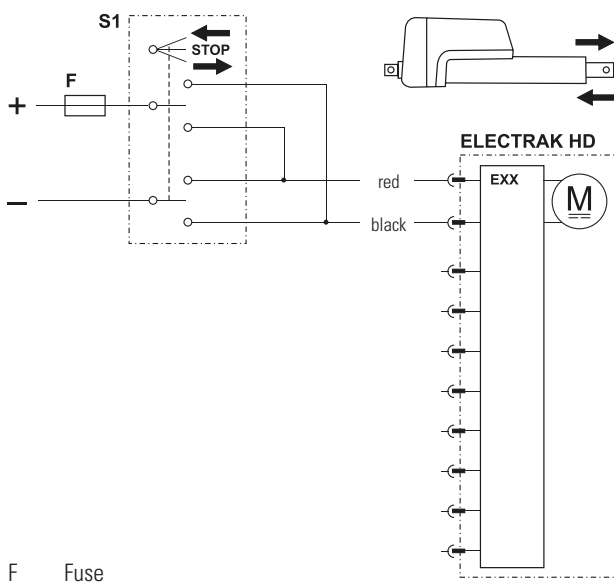 S1
STOP
F
+
–
ELECTRAK HD
red
EXX
M
black
F Fuse